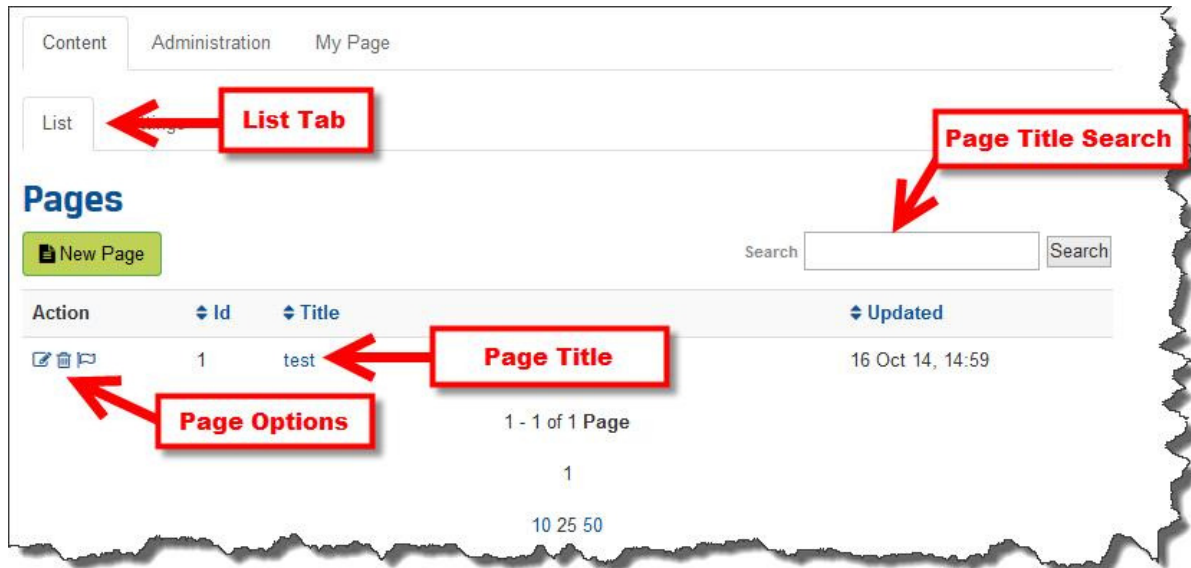 Content Administration My Page
List List Tab
Page Title Search
Pages
New Page Search Search
Action Id Title Updated
1 test Page Title 16 Oct 14, 14:59
Page Options
1 - 1 of 1 Page
1
10 25 50